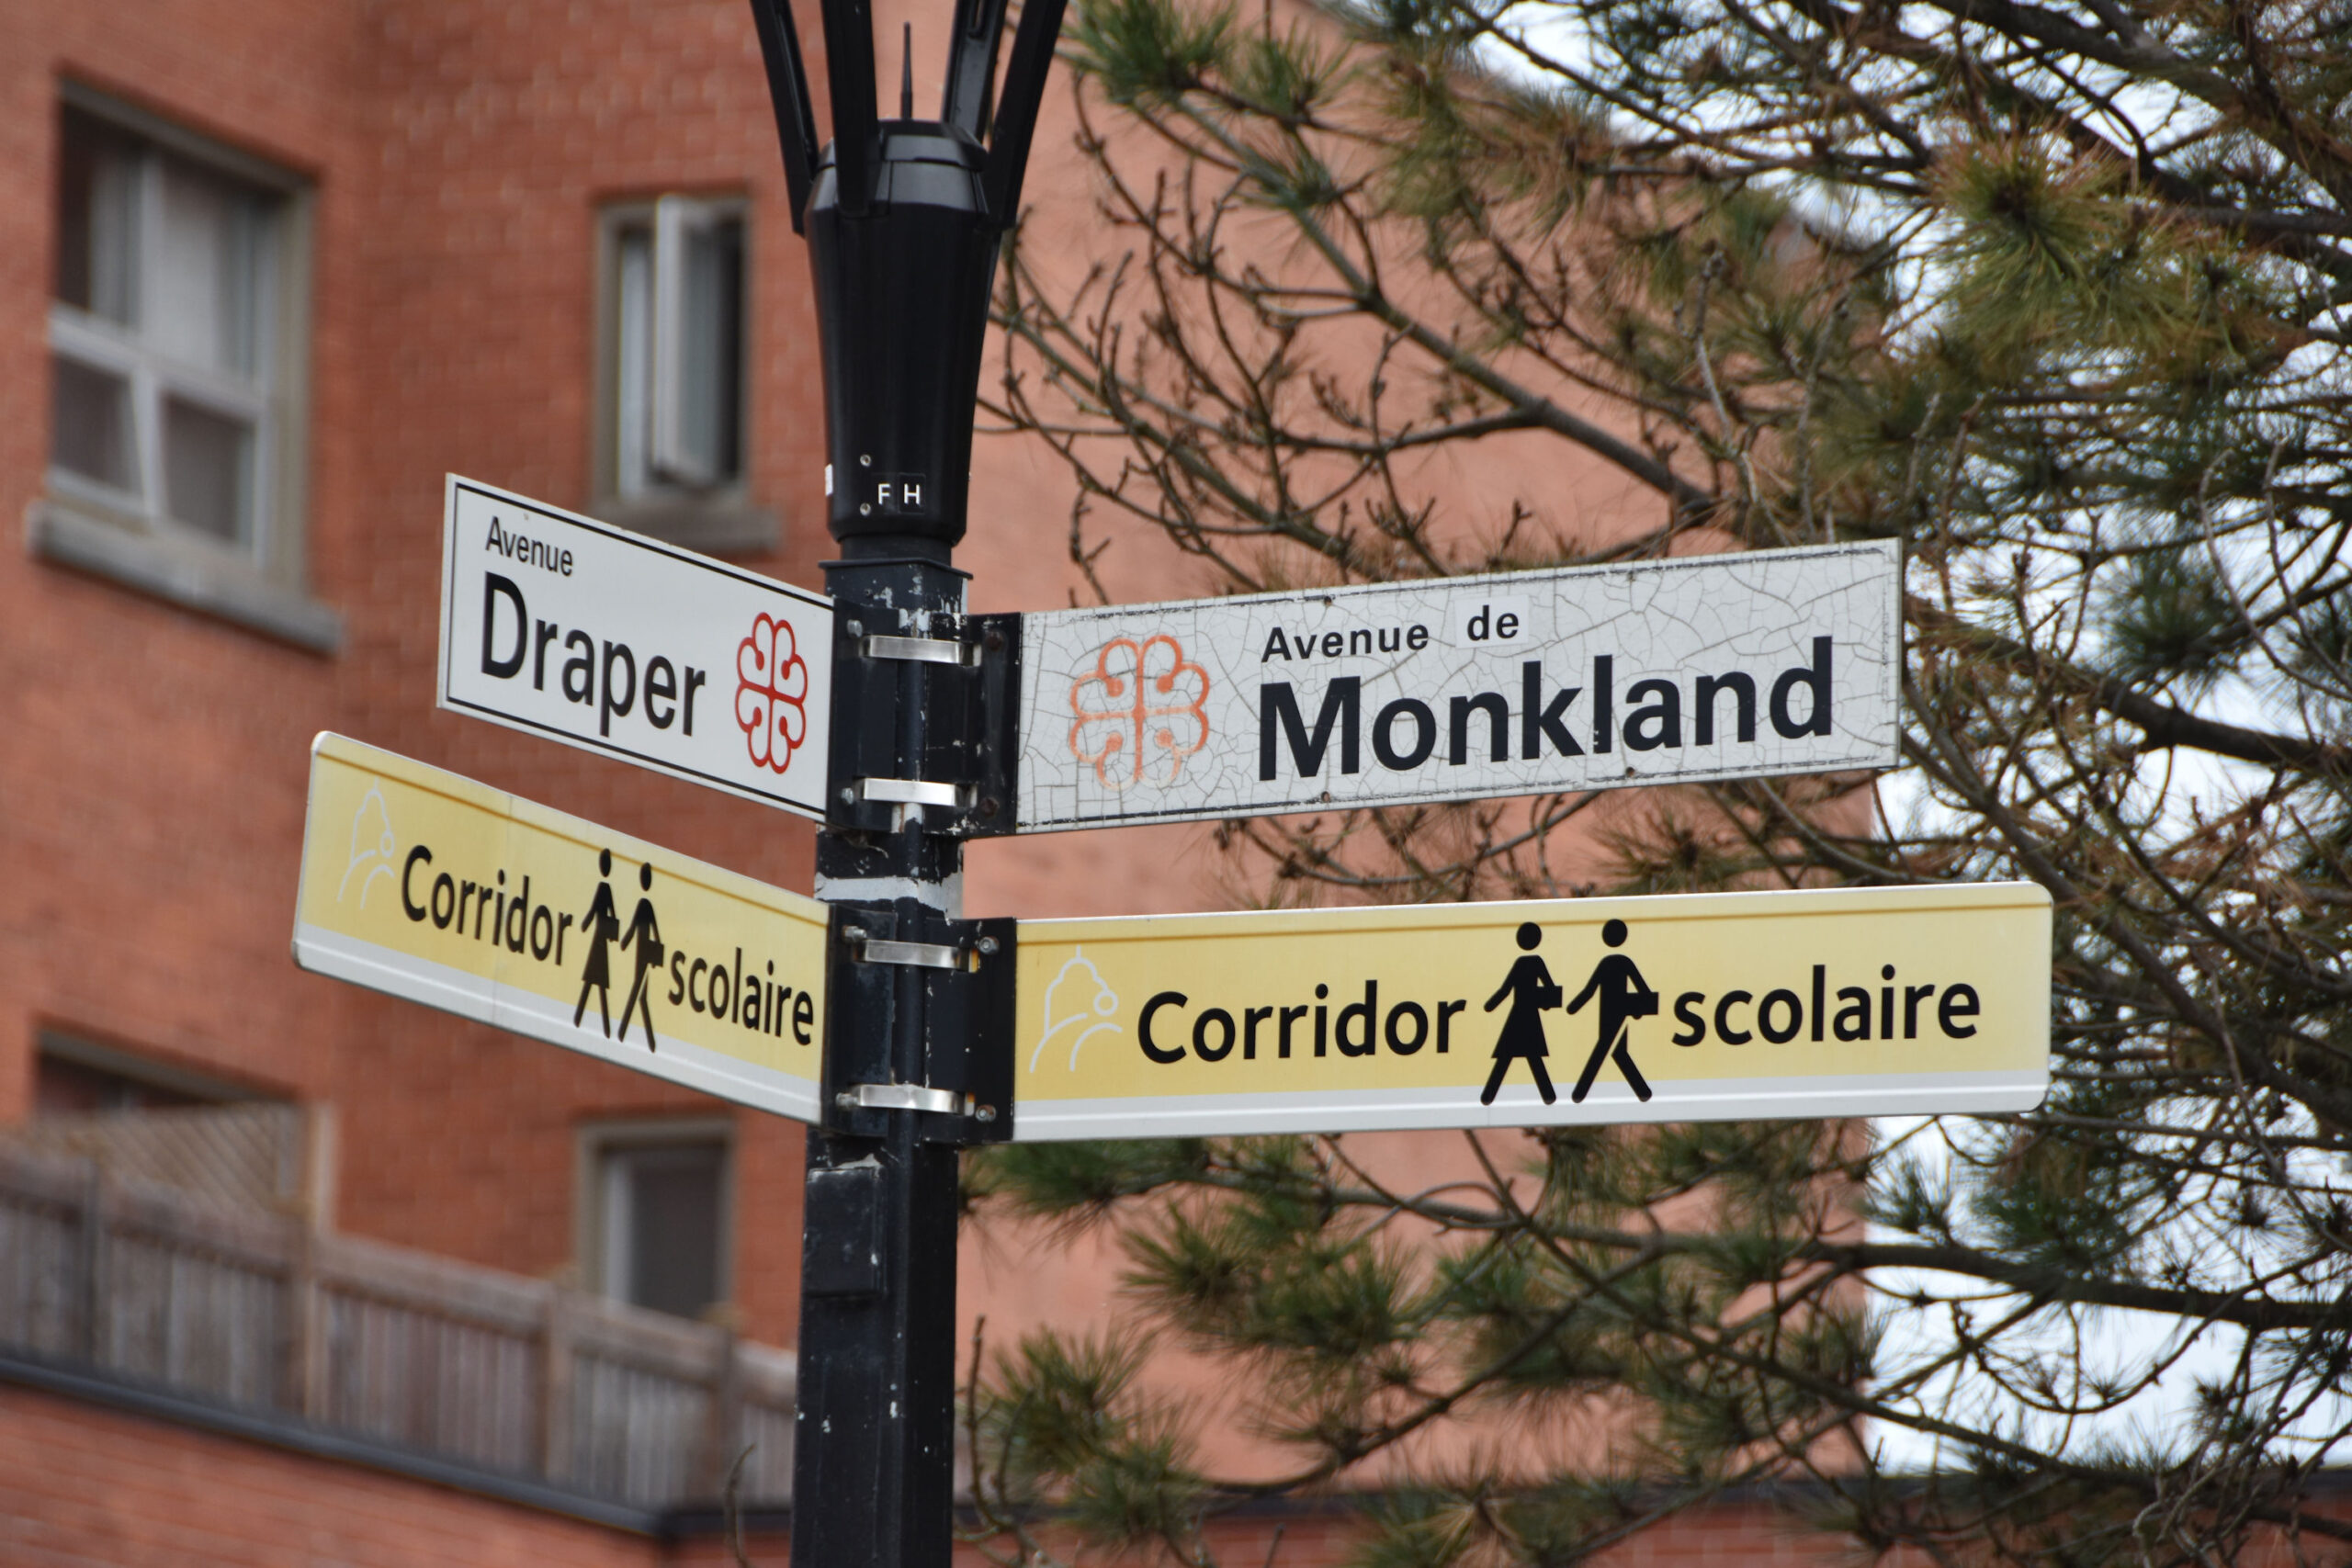 F H
Avenue
Draper
Avenue de
Monkland
Corridor scolaire
Corridor scolaire